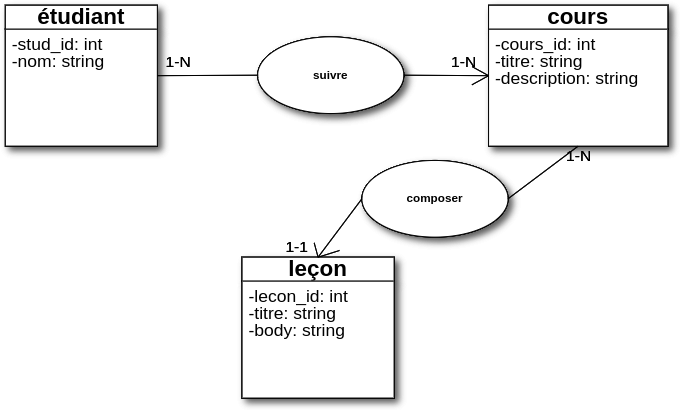 étudiant
-stud_id: int
-nom: string
1-N
suivre
1-N
cours
-cours_id: int
-titre: string
-description: string
1-N
composer
1-1
leçon
-lecon_id: int
-titre: string
-body: string